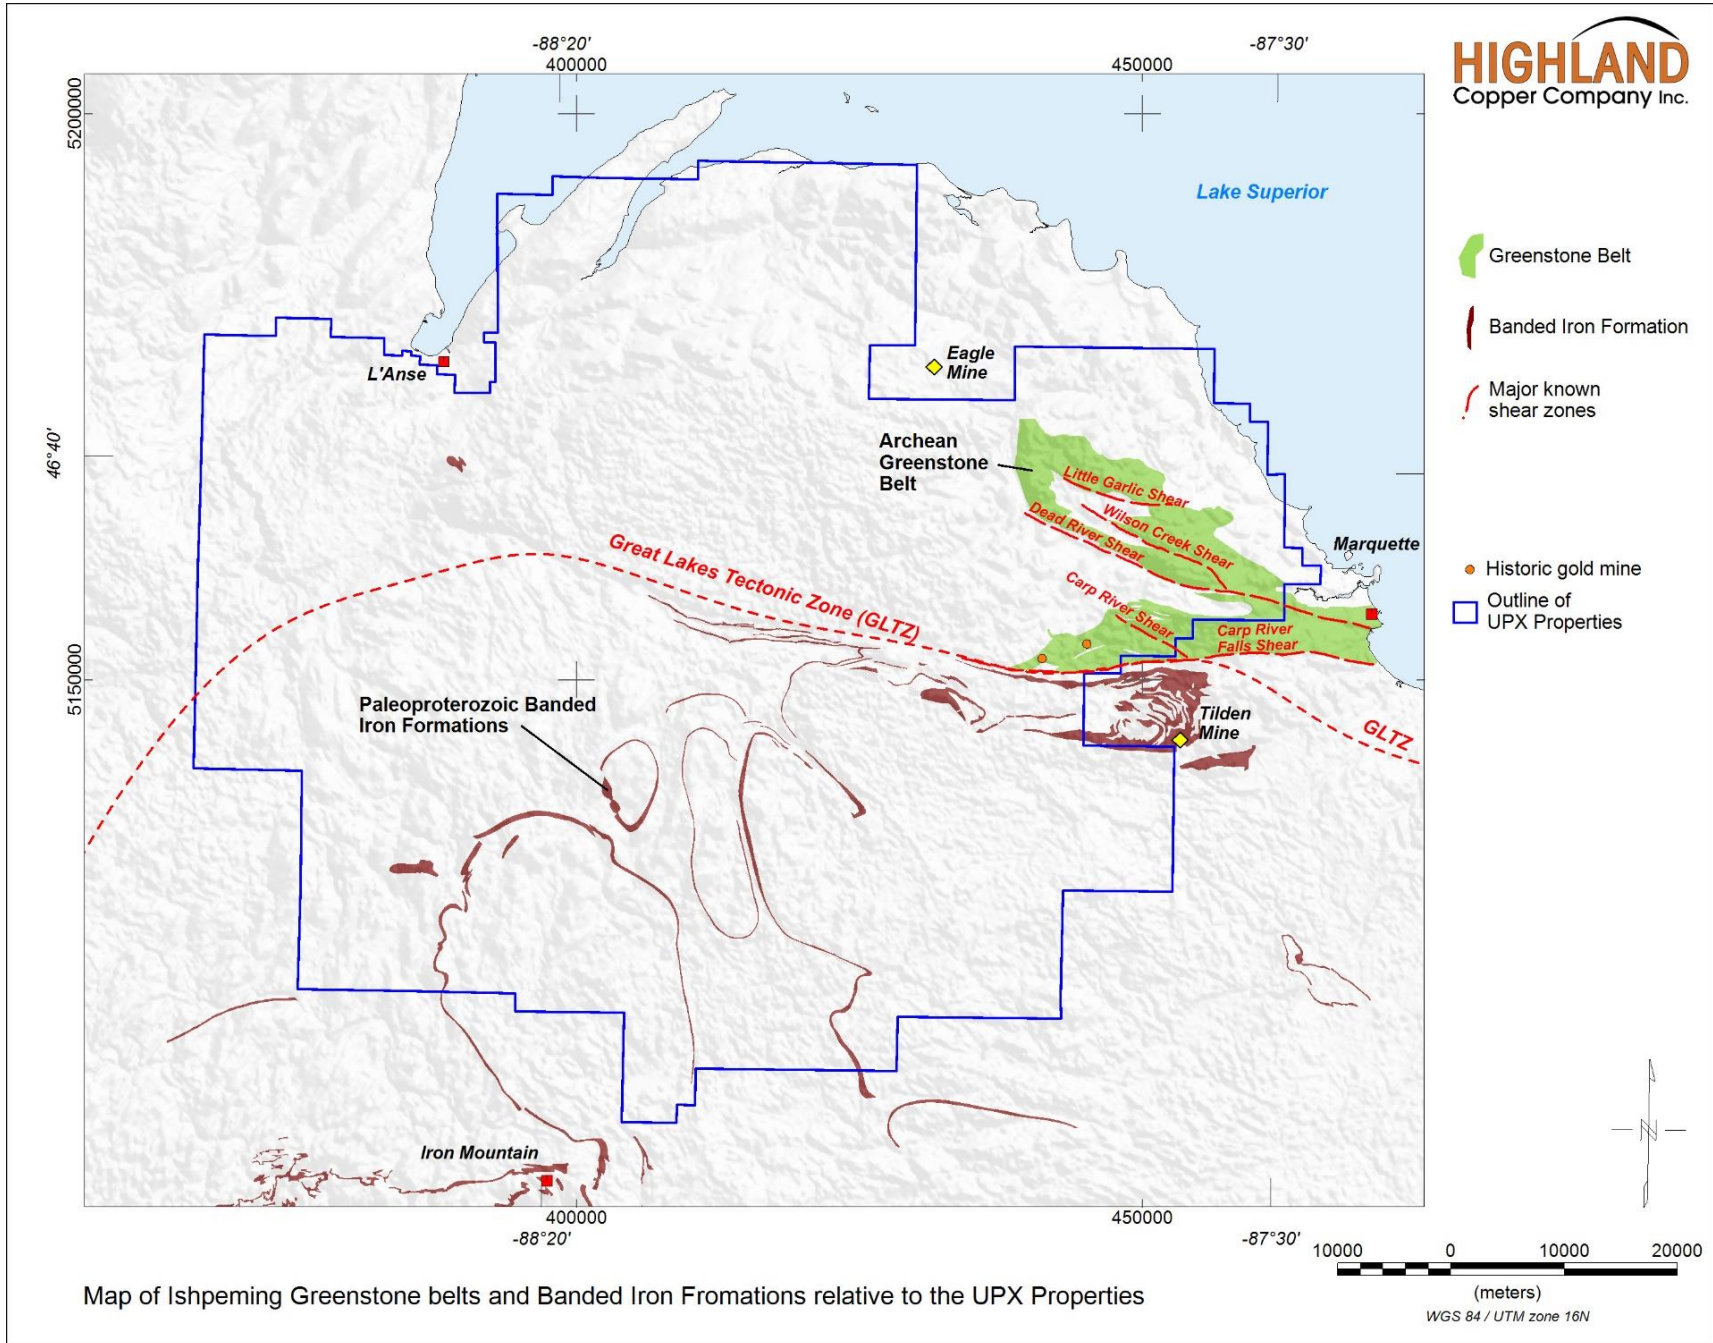 HIGHLAND
Copper Company Inc.
-88°20'
-87°30'
400000
450000
5200000
Lake Superior
Greenstone Belt
Banded Iron Formation
Eagle
Mine
L'Anse
Major known
shear zones
46°40'
Archean
Greenstone
Belt
Little Garlic Shear
Wilson Creek Shear
Dead River Shear
Marquette
Great Lakes Tectonic Zone (GLTZ)
Historic gold mine
Carp River Shear
Outline of
UPX Properties
Carp River
Falls Shear
5150000
Paleoproterozoic Banded
Iron Formations
Tilden
Mine
GLTZ
Iron Mountain
N
400000
450000
-88°20'
-87°30'
10000 0 10000 20000
(meters)
WGS 84 / UTM zone 16N
Map of Ishpeming Greenstone belts and Banded Iron Fromations relative to the UPX Properties